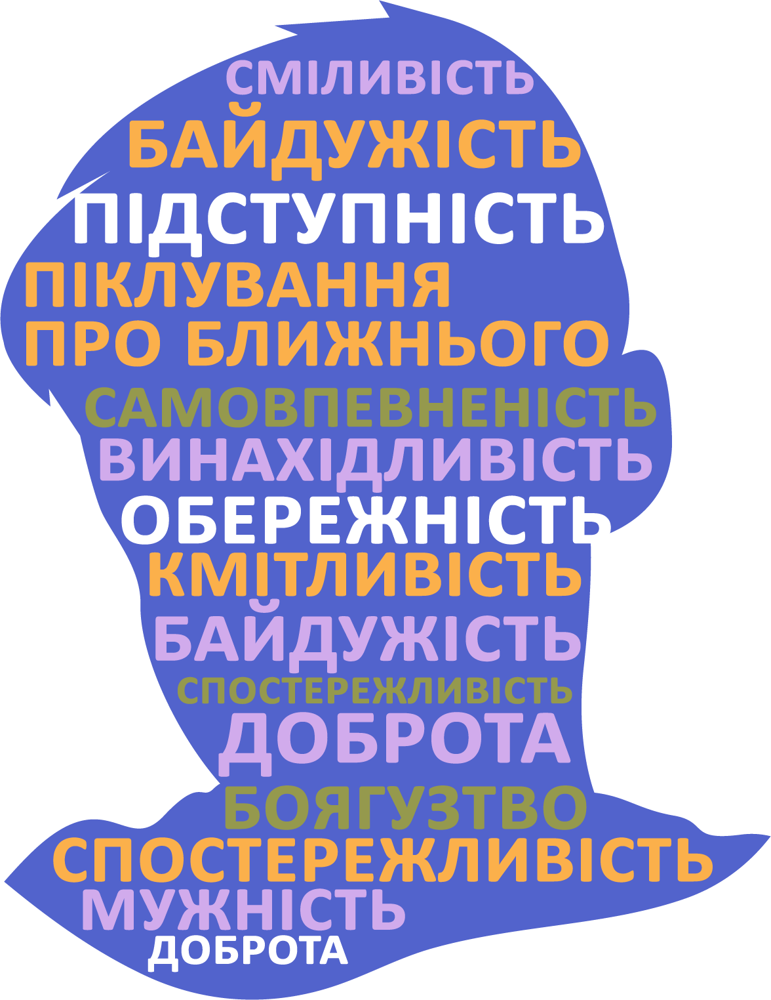 СМІЛИВІСТЬ
БАЙДУЖІСТЬ
ПІДСТУПНІСТЬ
ПІКЛУВАННЯ
ПРО БЛИЖНЬОГО
САМОВПЕВНЕНІСТЬ
ВИНАХІДЛИВІСТЬ
ОБЕРЕЖНІСТЬ
КМІТЛИВІСТЬ
БАЙДУЖІСТЬ
СПОСТЕРЕЖЛИВІСТЬ
ДОБРОТА
БОЯГУЗТВО
СПОСТЕРЕЖЛИВІСТЬ
МУЖНІСТЬ
ДОБРОТА